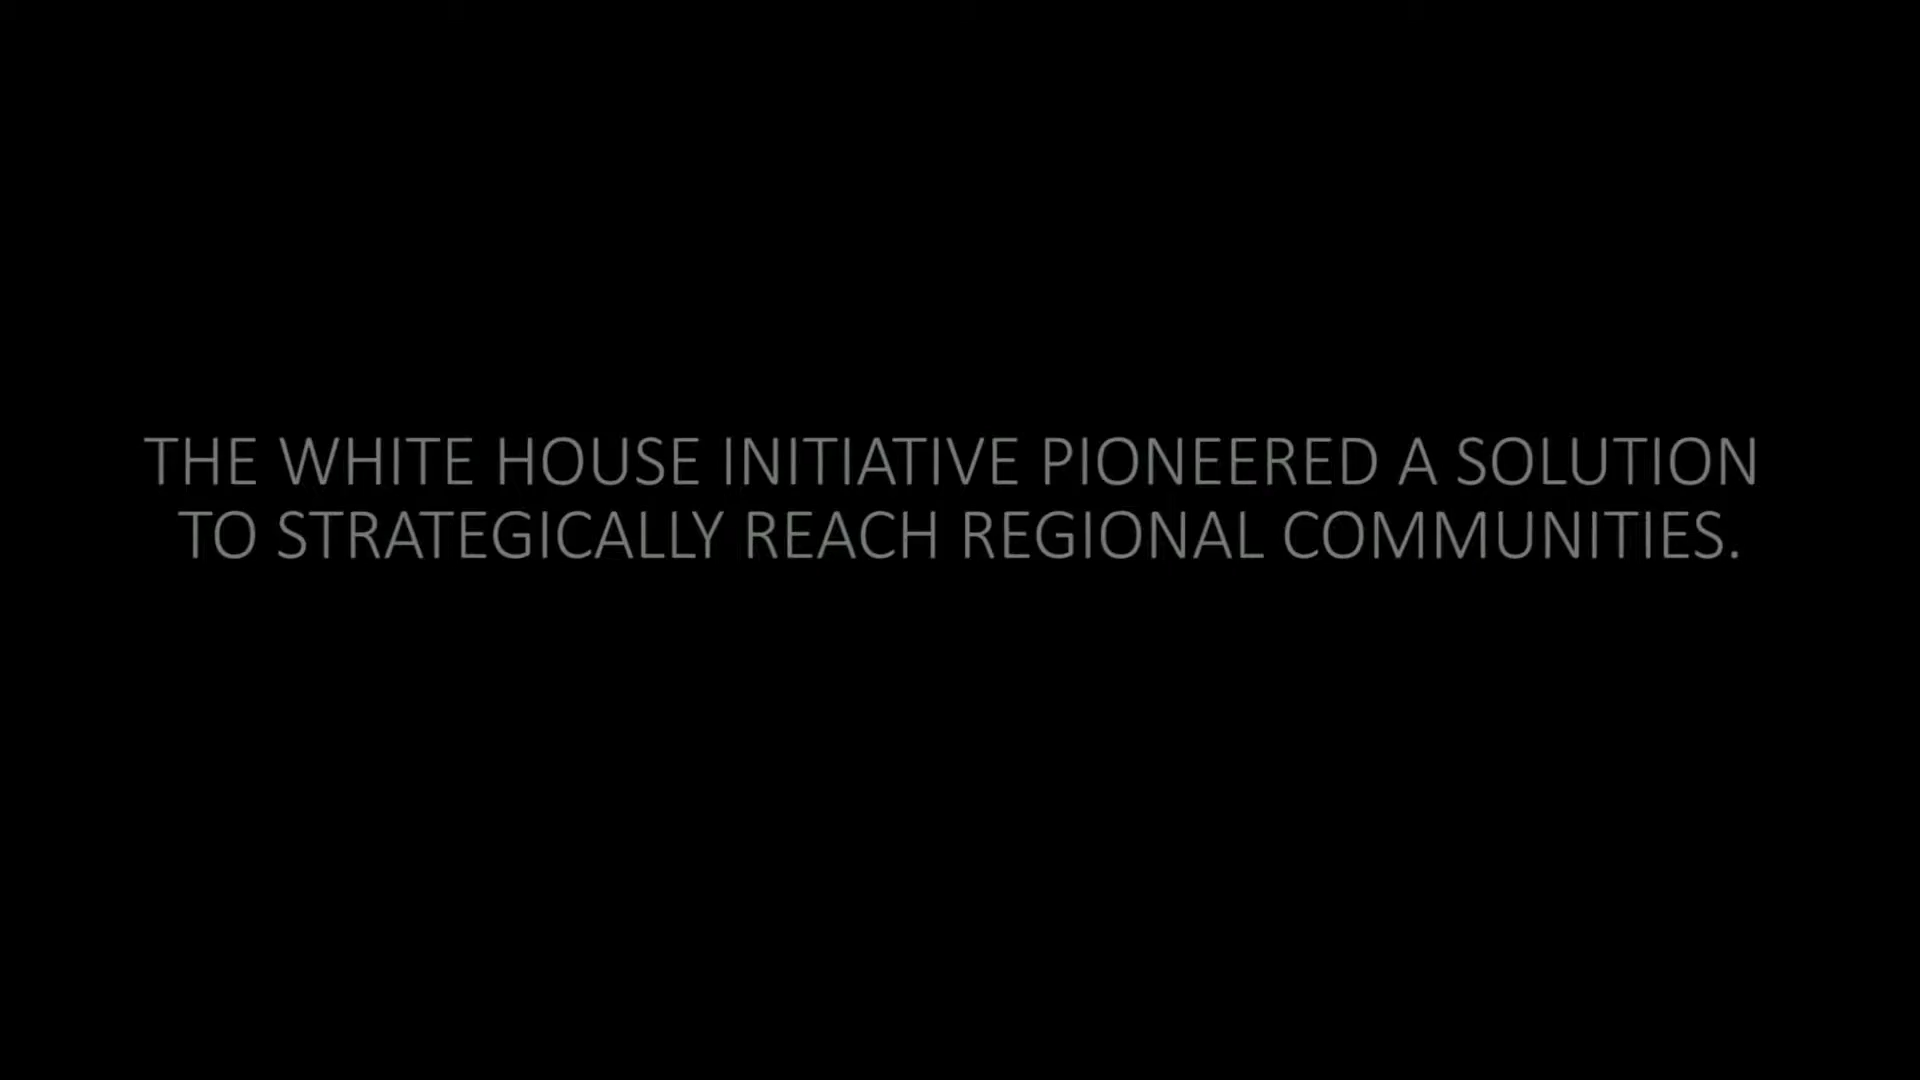 THE WHITE HOUSE INITIATIVE PIONEERED A SOLUTION
TO STRATEGICALLY REACH REGIONAL COMMUNITIES.